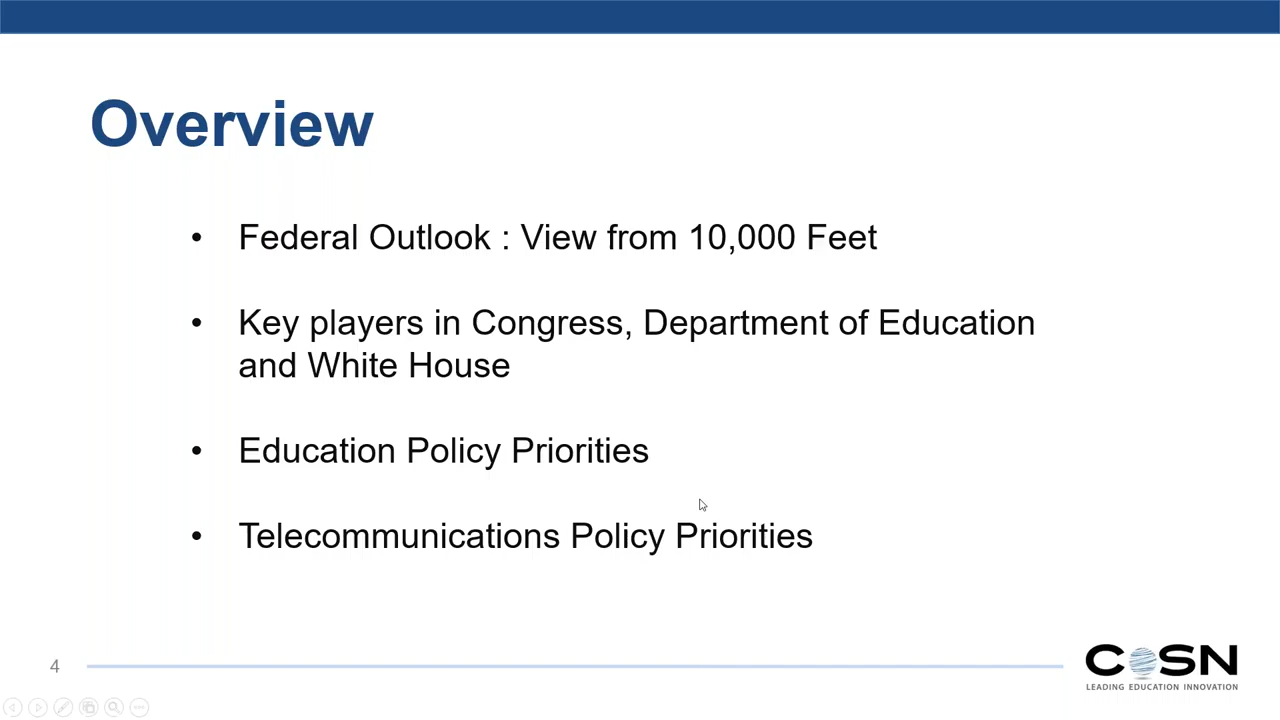 Overview
• Federal Outlook : View from 10,000 Feet
• Key players in Congress, Department of Education
and White House
• Education Policy Priorities
• Telecommunications Policy Priorities
4
COSN
LEADING EDUCATION INNOVATION